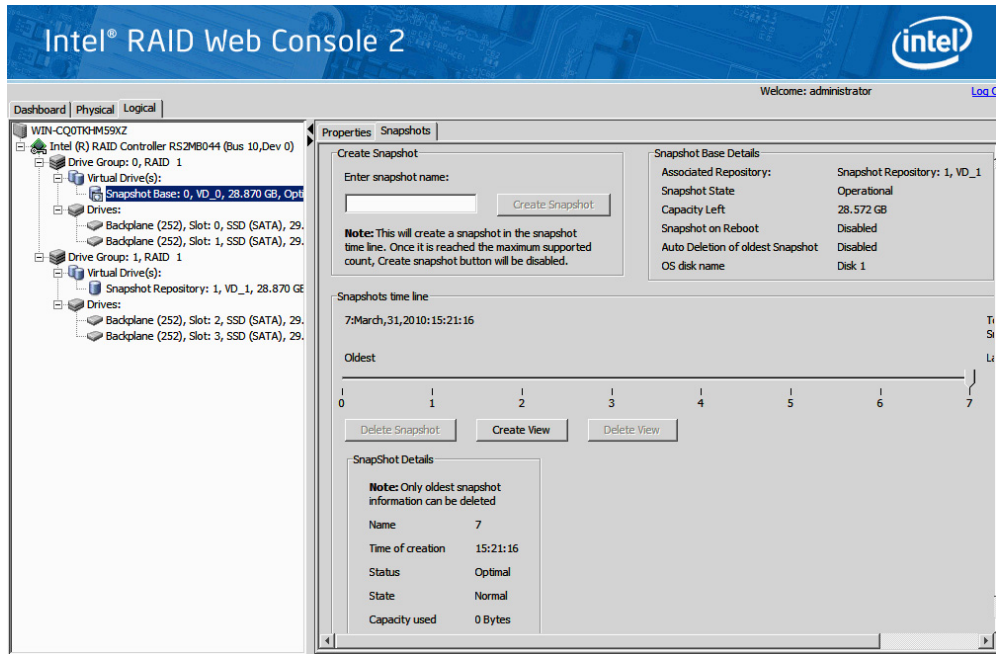 Intel® RAID Web Console 2
intel
Welcome: administrator
Log
Dashboard
Physical
Logical
WIN-CQ0TKHM59XZ
Intel (R) RAID Controller RS2MB044 (Bus 10,Dev 0)
Drive Group: 0, RAID 1
Virtual Drive(s):
Snapshot Base: 0, VD_0, 28.870 GB, Opti
Drives:
Backplane (252), Slot: 0, SSD (SATA), 29.
Backplane (252), Slot: 1, SSD (SATA), 29.
Drive Group: 1, RAID 1
Virtual Drive(s):
Snapshot Repository: 1, VD_1, 28.870 GE
Drives:
Backplane (252), Slot: 2, SSD (SATA), 29.
Backplane (252), Slot: 3, SSD (SATA), 29.
Properties
Snapshots
Create Snapshot
Enter snapshot name:
Create Snapshot
Note: This will create a snapshot in the snapshot
time line. Once it is reached the maximum supported
count, Create snapshot button will be disabled.
Snapshot Base Details
Associated Repository: Snapshot Repository: 1, VD_1
Snapshot State Operational
Capacity Left 28.572 GB
Snapshot on Reboot Disabled
Auto Deletion of oldest Snapshot Disabled
OS disk name Disk 1
Snapshots time line
7:March,31,2010:15:21:16
Oldest
0 1 2 3 4 5 6 7
Delete Snapshot
Create View
Delete View
SnapShot Details
Note: Only oldest snapshot
information can be deleted
Name 7
Time of creation 15:21:16
Status Optimal
State Normal
Capacity used 0 Bytes